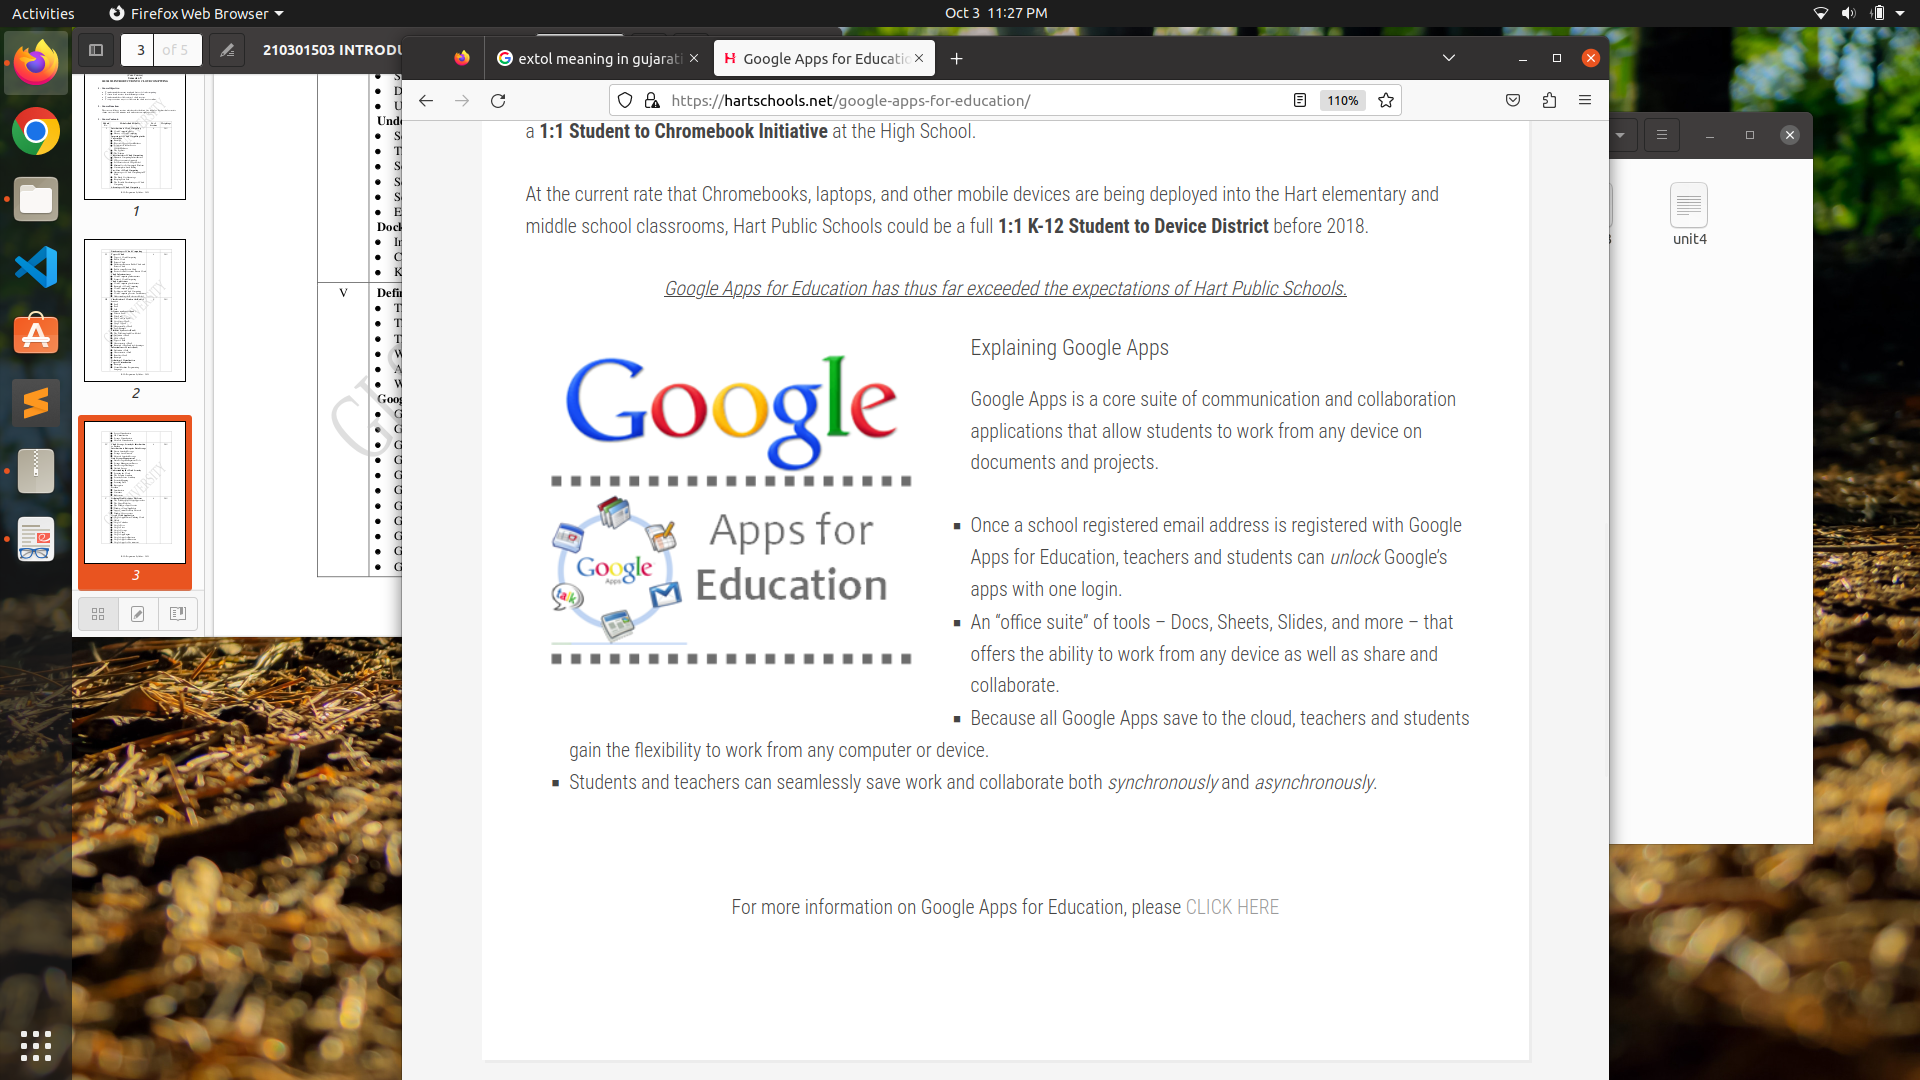 Activities
Firefox Web Browser
Oct 3 11:27 PM
3 of 5
210301503 INTRODU
extol meaning in gujarati
Google Apps for Educatio
https://hartschools.net/google-apps-for-education/
110%
a 1:1 Student to Chromebook Initiative at the High School.
At the current rate that Chromebooks, laptops, and other mobile devices are being deployed into the Hart elementary and
middle school classrooms, Hart Public Schools could be a full 1:1 K-12 Student to Device District before 2018.
Google Apps for Education has thus far exceeded the expectations of Hart Public Schools.
Google
Apps for
Education
Google
Apps
talk
Explaining Google Apps
Google Apps is a core suite of communication and collaboration
applications that allow students to work from any device on
documents and projects.
Once a school registered email address is registered with Google
Apps for Education, teachers and students can unlock Google’s
apps with one login.
An “office suite” of tools – Docs, Sheets, Slides, and more – that
offers the ability to work from any device as well as share and
collaborate.
Because all Google Apps save to the cloud, teachers and students
gain the flexibility to work from any computer or device.
Students and teachers can seamlessly save work and collaborate both synchronously and asynchronously.
For more information on Google Apps for Education, please CLICK HERE
1
2
3
Unde
Dock
V
Defin
Goog
unit4